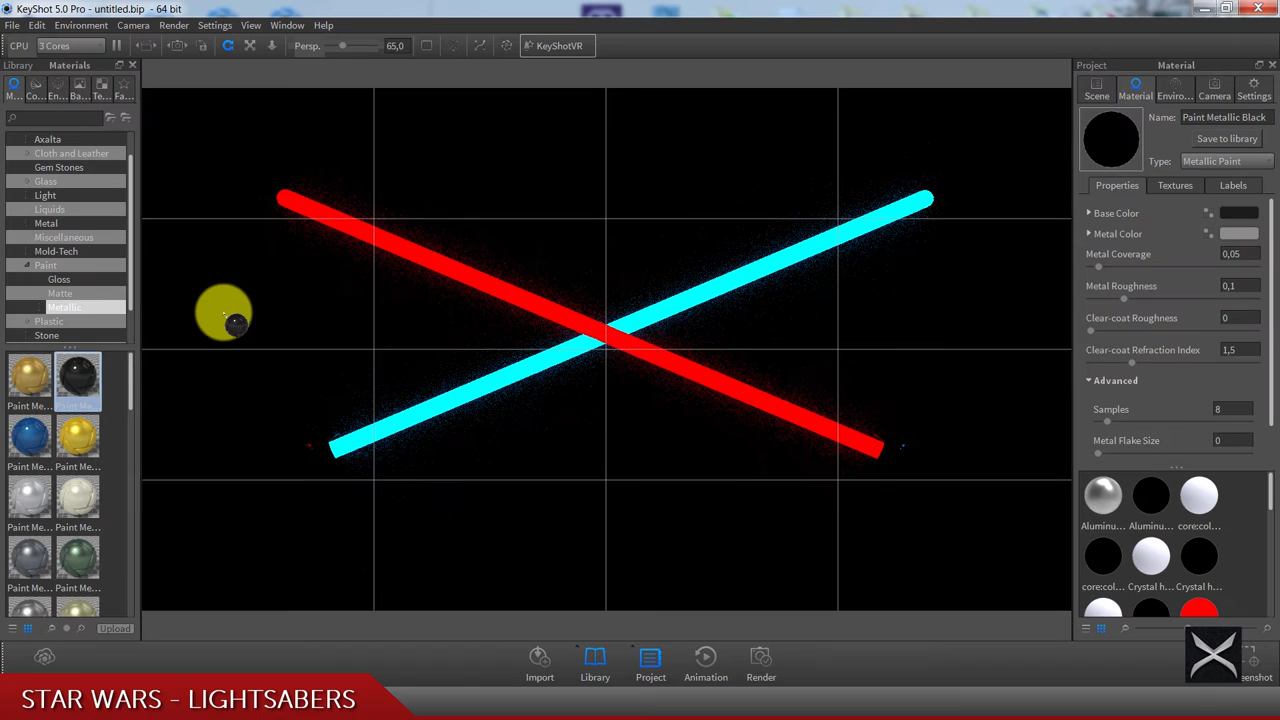 KeyShot 5.0 Pro - untitled.bip - 64 bit
File Edit Environment Camera Render Settings View Window Help
CPU 3 Cores Persp. 65,0 KeyShotVR
Library Materials
M... Co... En... Ba... Te... Fa...
Axalta
Cloth and Leather
Gem Stones
Glass
Light
Liquids
Metal
Miscellaneous
Mold-Tech
Paint
Gloss
Matte
Metallic
Plastic
Stone
Paint Me... Paint Me...
Paint Me... Paint Me...
Paint Me... Paint Me...
Paint Me... Paint Me...
Upload
Project Material
Scene Material Enviro... Camera Settings
Name: Paint Metallic Black
Save to library
Type: Metallic Paint
Properties Textures Labels
Base Color
Metal Color
Metal Coverage 0,05
Metal Roughness 0,1
Clear-coat Roughness 0
Clear-coat Refraction Index 1,5
Advanced
Samples 8
Metal Flake Size 0
Aluminu... Aluminu... core:col...
core:col... Crystal h... Crystal h...
Import Library Project Animation Render
STAR WARS - LIGHTSABERS